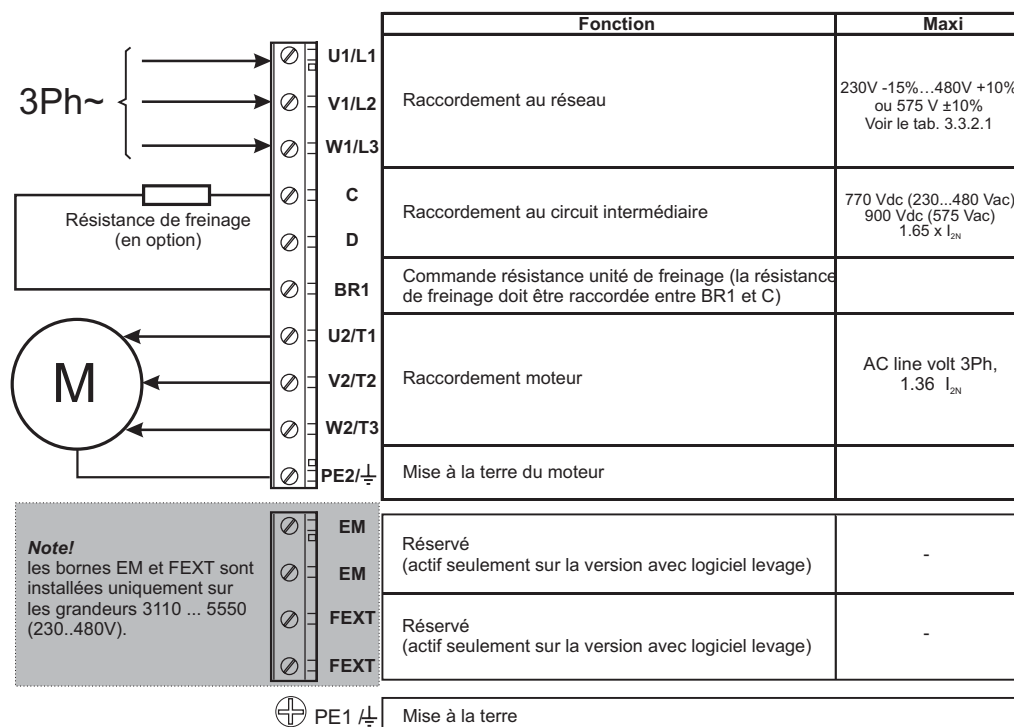 Fonction
Maxi
3Ph~
U1/L1
V1/L2
W1/L3
Raccordement au réseau
230V -15%...480V +10%
ou 575 V ±10%
Voir le tab. 3.3.2.1
Résistance de freinage
(en option)
C
D
Raccordement au circuit intermédiaire
770 Vdc (230...480 Vac)
900 Vdc (575 Vac)
1.65 x I2N
BR1
Commande résistance unité de freinage (la résistance
de freinage doit être raccordée entre BR1 et C)
M
U2/T1
V2/T2
W2/T3
Raccordement moteur
AC line volt 3Ph,
1.36 I2N
PE2/⏚
Mise à la terre du moteur
Note!
les bornes EM et FEXT sont
installées uniquement sur
les grandeurs 3110 ... 5550
(230..480V).
EM
EM
Réservé
(actif seulement sur la version avec logiciel levage)
-
FEXT
FEXT
Réservé
(actif seulement sur la version avec logiciel levage)
-
PE1 /⏚
Mise à la terre